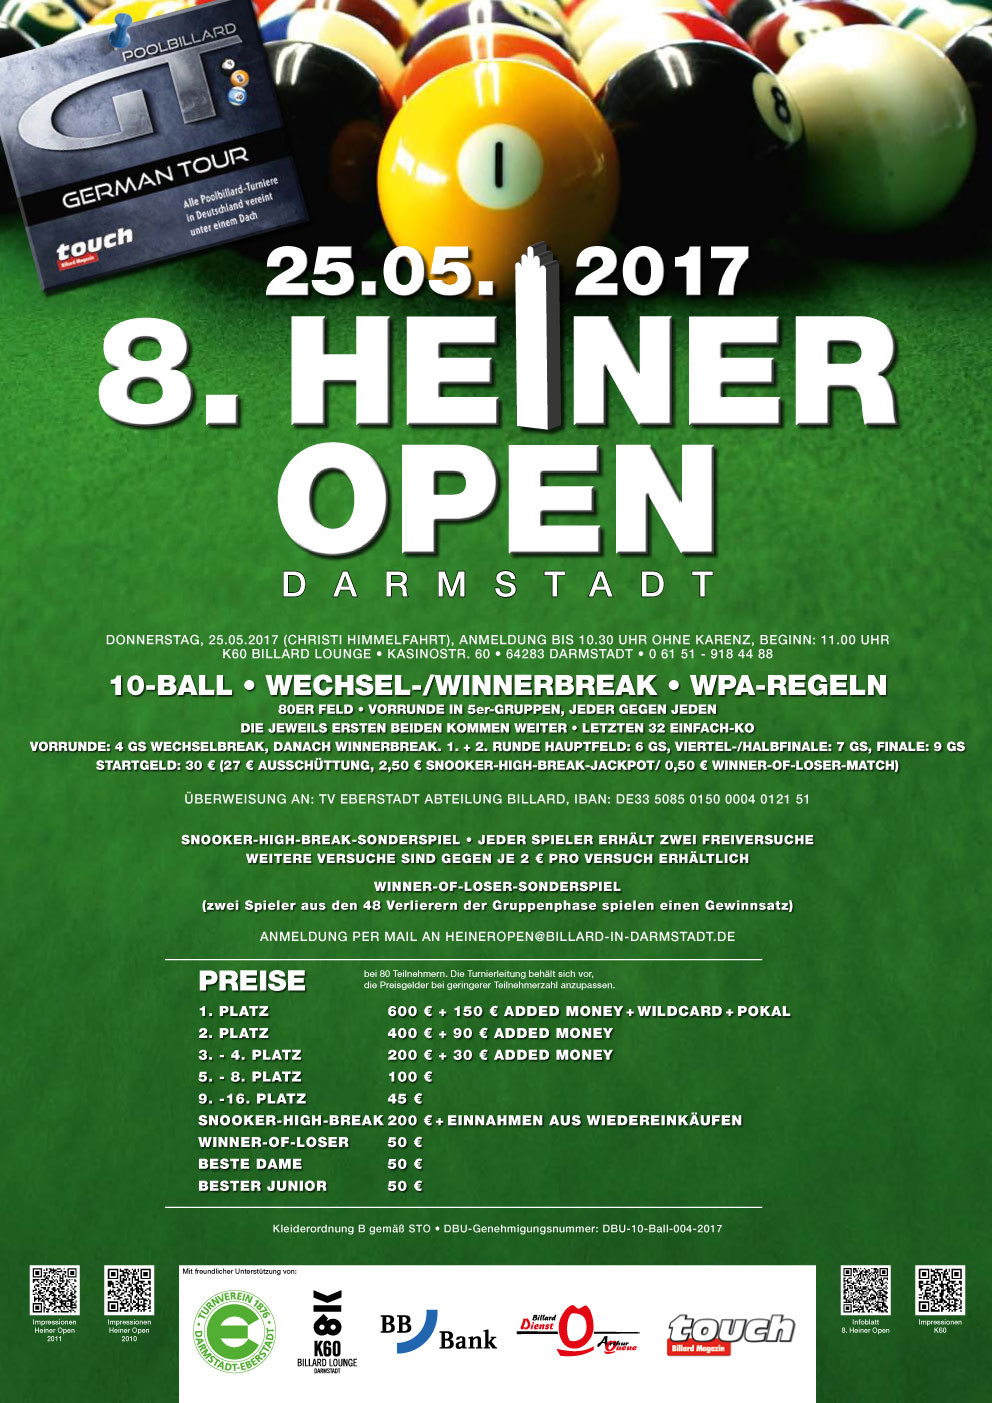 POOLBILLARD
GT
GERMAN TOUR
Alle Poolbillard-Turniere
in Deutschland vereint
unter einem Dach
touch
Billard Magazin
1
8
25.05. 2017
8. HEINER
OPEN
DARMSTADT
DONNERSTAG, 25.05.2017 (CHRISTI HIMMELFAHRT), ANMELDUNG BIS 10.30 UHR OHNE KARENZ, BEGINN: 11.00 UHR
K60 BILLARD LOUNGE • KASINOSTR. 60 • 64283 DARMSTADT • 0 61 51 - 918 44 88
10-BALL • WECHSEL-/WINNERBREAK • WPA-REGELN
80ER FELD • VORRUNDE IN 5er-GRUPPEN, JEDER GEGEN JEDEN
DIE JEWEILS ERSTEN BEIDEN KOMMEN WEITER • LETZTEN 32 EINFACH-KO
VORRUNDE: 4 GS WECHSELBREAK, DANACH WINNERBREAK. 1. + 2. RUNDE HAUPTFELD: 6 GS, VIERTEL-/HALBFINALE: 7 GS, FINALE: 9 GS
STARTGELD: 30 € (27 € AUSSCHÜTTUNG, 2,50 € SNOOKER-HIGH-BREAK-JACKPOT/ 0,50 € WINNER-OF-LOSER-MATCH)
ÜBERWEISUNG AN: TV EBERSTADT ABTEILUNG BILLARD, IBAN: DE33 5085 0150 0004 0121 51
SNOOKER-HIGH-BREAK-SONDERSPIEL • JEDER SPIELER ERHÄLT ZWEI FREIVERSUCHE
WEITERE VERSUCHE SIND GEGEN JE 2 € PRO VERSUCH ERHÄLTLICH
WINNER-OF-LOSER-SONDERSPIEL
(zwei Spieler aus den 48 Verlierern der Gruppenphase spielen einen Gewinnsatz)
ANMELDUNG PER MAIL AN HEINEROPEN@BILLARD-IN-DARMSTADT.DE
PREISE bei 80 Teilnehmern. Die Turnierleitung behält sich vor,
die Preisgelder bei geringerer Teilnehmerzahl anzupassen.
1. PLATZ 600 € + 150 € ADDED MONEY + WILDCARD + POKAL
2. PLATZ 400 € + 90 € ADDED MONEY
3. - 4. PLATZ 200 € + 30 € ADDED MONEY
5. - 8. PLATZ 100 €
9. -16. PLATZ 45 €
SNOOKER-HIGH-BREAK 200 € + EINNAHMEN AUS WIEDEREINKÄUFEN
WINNER-OF-LOSER 50 €
BESTE DAME 50 €
BESTER JUNIOR 50 €
Kleiderordnung B gemäß STO • DBU-Genehmigungsnummer: DBU-10-Ball-004-2017
Impressionen
Heiner Open
2011
Impressionen
Heiner Open
2010
Mit freundlicher Unterstützung von:
TURNVEREIN 1876
e
DARMSTADT-EBERSTADT
K60
BILLARD LOUNGE
DARMSTADT
BB Bank
Billard
Dienst
Arthur
Queue
touch
Billard Magazin
Infoblatt
8. Heiner Open
Impressionen
K60